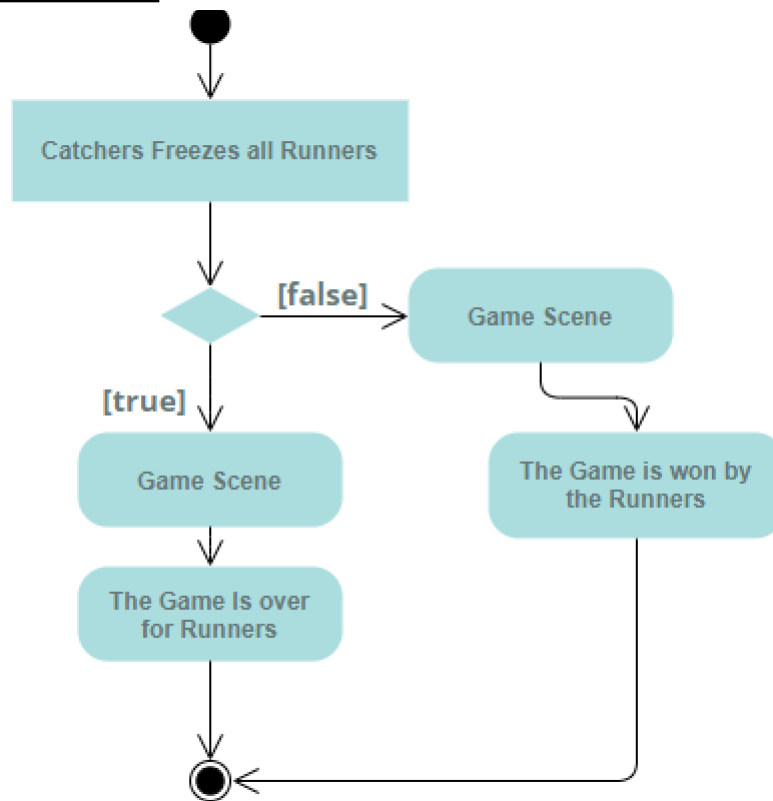 Catchers Freezes all Runners
[false]
Game Scene
[true]
Game Scene
The Game is won by
the Runners
The Game Is over
for Runners